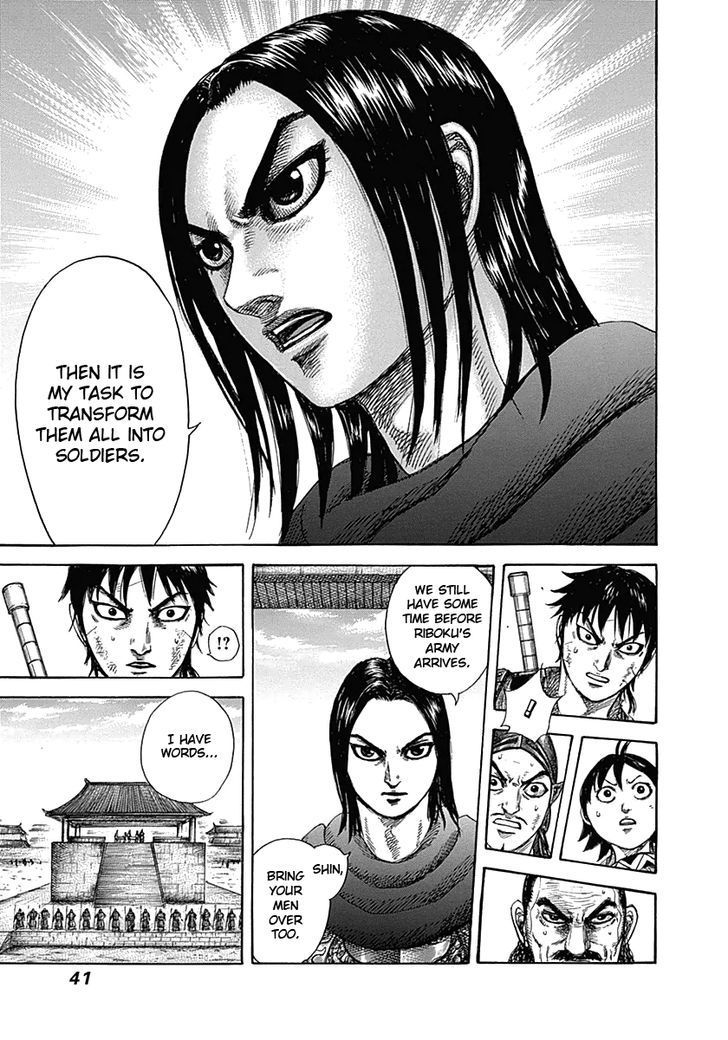 THEN IT IS
MY TASK TO
TRANSFORM
THEM ALL INTO
SOLDIERS.
!
WE STILL
HAVE SOME
TIME BEFORE
RIBOKU'S
ARMY
ARRIVES.
SHIN,
BRING
YOUR
MEN
OVER
TOO.
!?
I HAVE
WORDS...
41